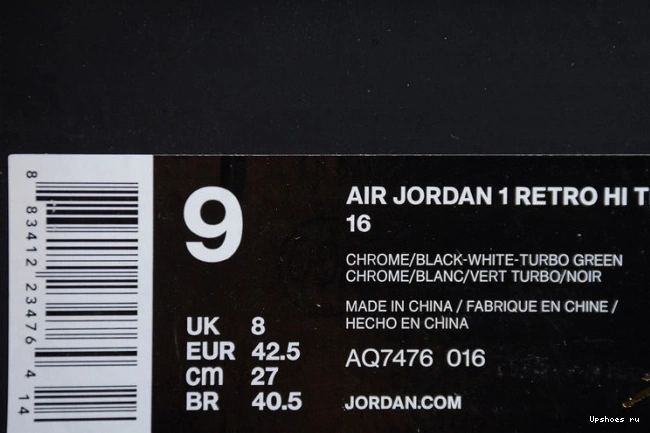 8 83412 23476 4 14
9
UK 8
EUR 42.5
cm 27
BR 40.5
AIR JORDAN 1 RETRO HI
16
CHROME/BLACK-WHITE-TURBO GREEN
CHROME/BLANC/VERT TURBO/NOIR
MADE IN CHINA / FABRIQUE EN CHINE /
HECHO EN CHINA
AQ7476 016
JORDAN.COM
Upshoes ru